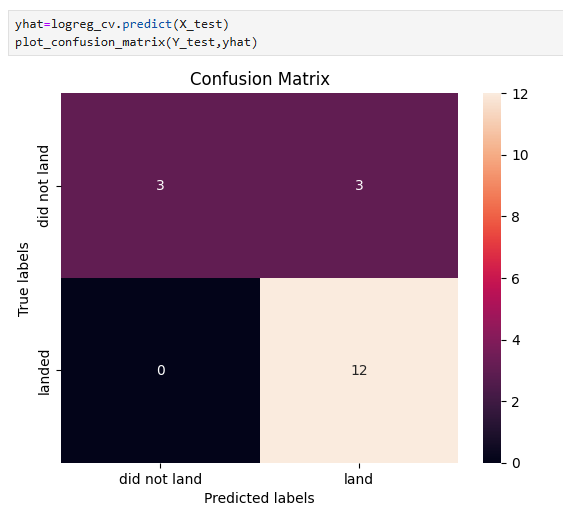 yhat=logreg_cv.predict(X_test)
plot_confusion_matrix(Y_test,yhat)
Confusion Matrix
True labels
did not land
landed
3
3
0
12
did not land
land
Predicted labels
12
10
8
6
4
2
0